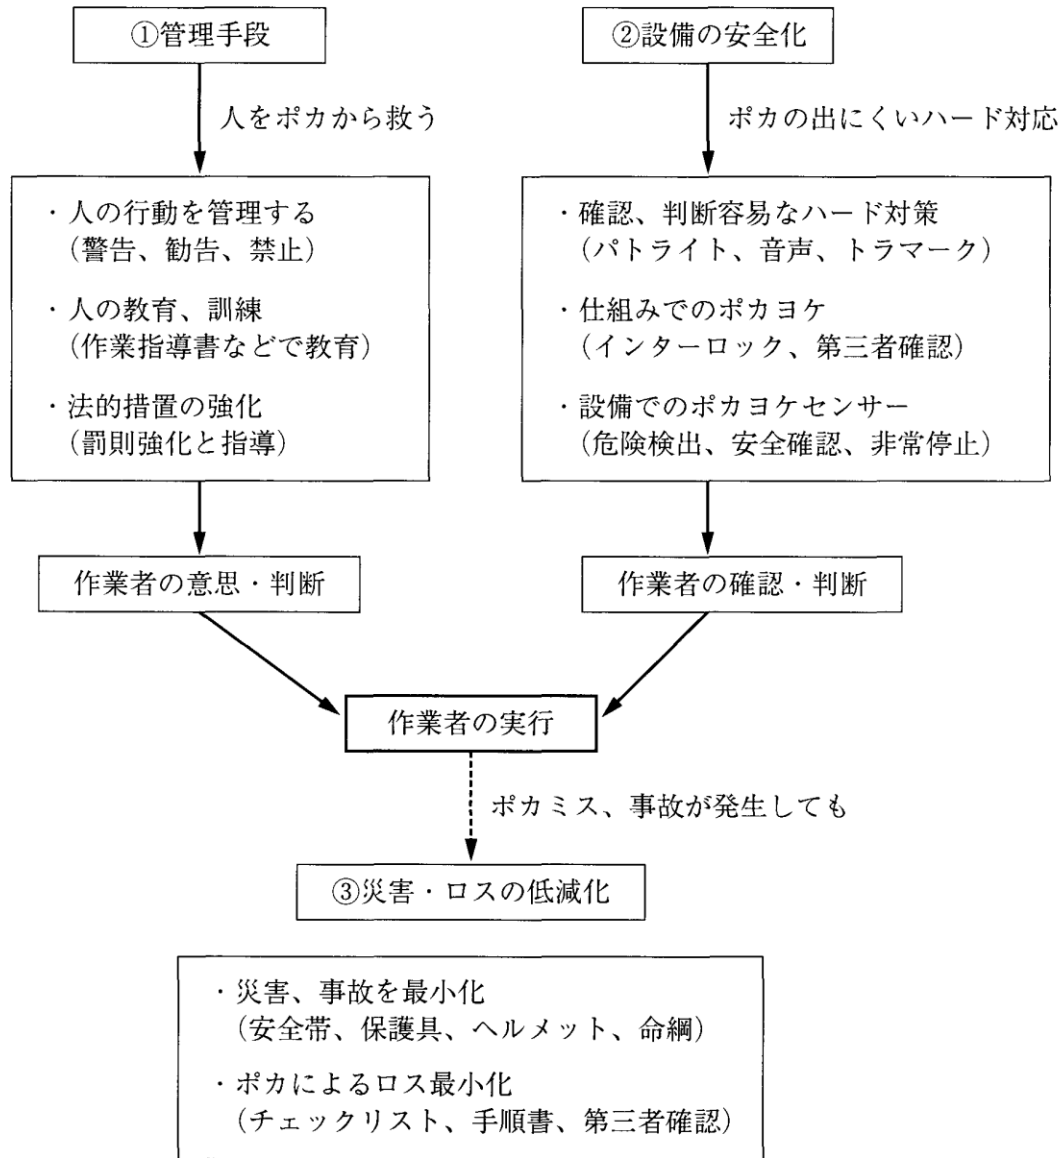 ①管理手段
人をポカから救う
・人の行動を管理する
(警告、勧告、禁止)
・人の教育、訓練
(作業指導書などで教育)
・法的措置の強化
(罰則強化と指導)
作業者の意思・判断
②設備の安全化
ポカの出にくいハード対応
・確認、判断容易なハード対策
(パトライト、音声、トラマーク)
・仕組みでのポカヨケ
(インターロック、第三者確認)
・設備でのポカヨケセンサー
(危険検出、安全確認、非常停止)
作業者の確認・判断
作業者の実行
ポカミス、事故が発生しても
③災害・ロスの低減化
・災害、事故を最小化
(安全帯、保護具、ヘルメット、命綱)
・ポカによるロス最小化
(チェックリスト、手順書、第三者確認)